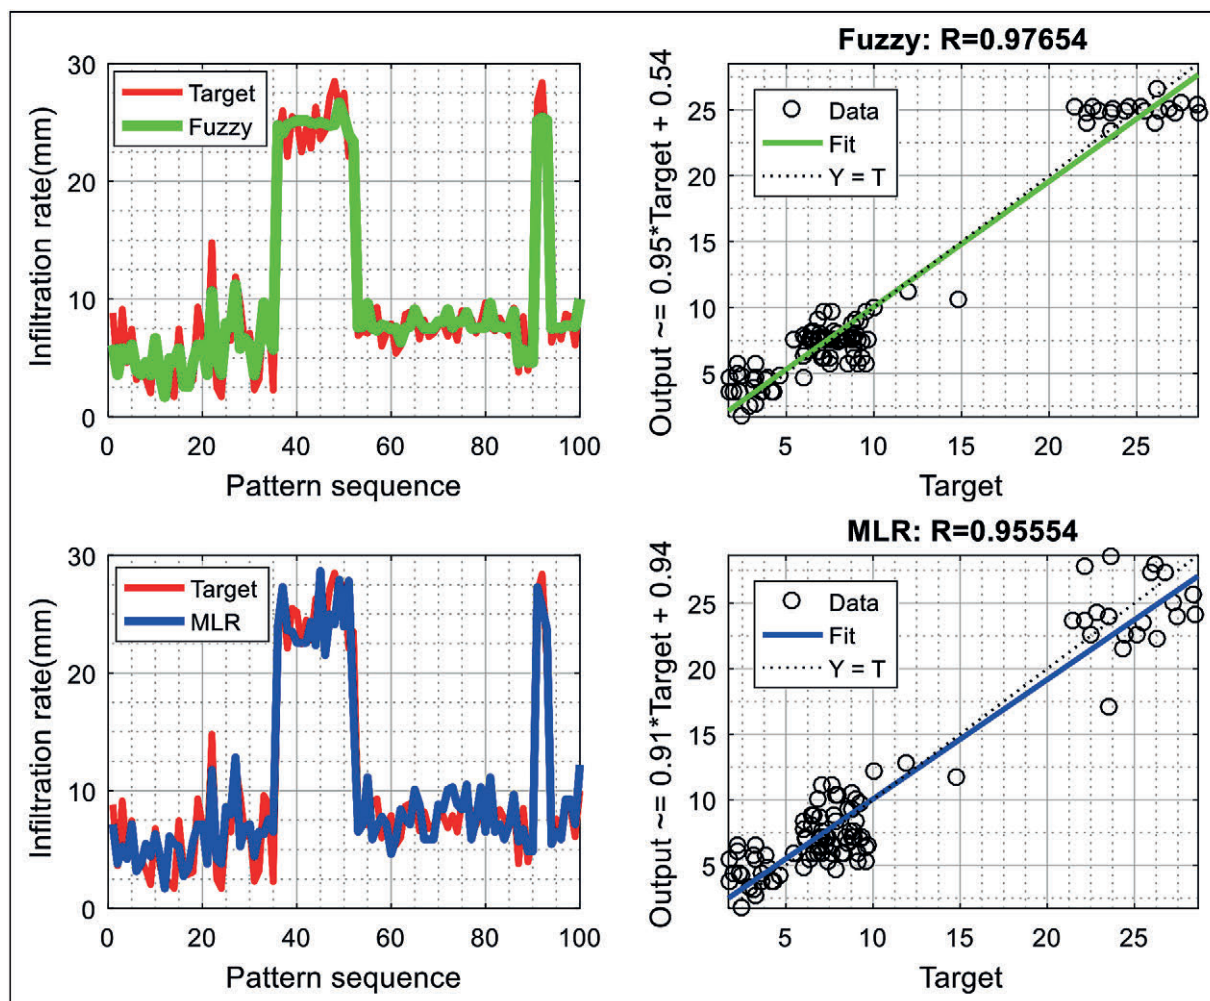 30
20
10
0
Infiltration rate(mm)
Target
Fuzzy
0 20 40 60 80 100
Pattern sequence
Fuzzy: R=0.97654
Output ~= 0.95*Target + 0.54
25
20
15
10
5
Data
Fit
Y = T
5 10 15 20 25
Target
30
20
10
0
Infiltration rate(mm)
Target
MLR
0 20 40 60 80 100
Pattern sequence
MLR: R=0.95554
Output ~= 0.91*Target + 0.94
25
20
15
10
5
Data
Fit
Y = T
5 10 15 20 25
Target